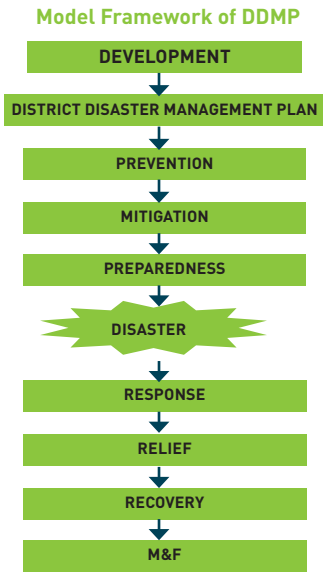 Model Framework of DDMP
DEVELOPMENT
DISTRICT DISASTER MANAGEMENT PLAN
PREVENTION
MITIGATION
PREPAREDNESS
DISASTER
RESPONSE
RELIEF
RECOVERY
M&F